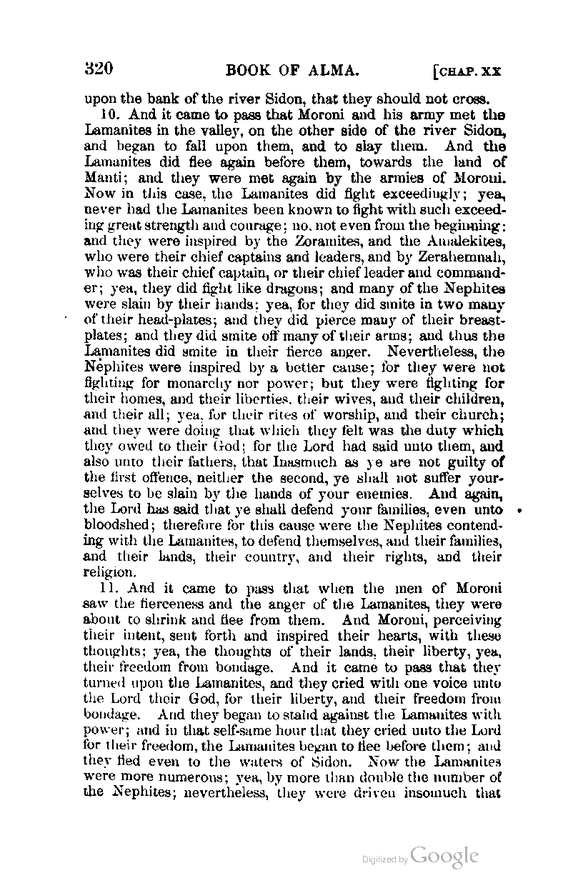 320 BOOK OF ALMA. [CHAP. XX
upon the bank of the river Sidon, that they should not cross.
10. And it came to pass that Moroni and his army met the
Lamanites in the valley, on the other side of the river Sidon,
and began to fall upon them, and to slay them. And the
Lamanites did flee again before them, towards the land of
Manti; and they were met again by the armies of Moroni.
Now in this case, the Lamanites did fight exceedingly; yea,
never had the Lamanites been known to fight with such exceed-
ing great strength and courage; no, not even from the beginning:
and they were inspired by the Zoramites, and the Amalekites,
who were their chief captains and leaders, and by Zerahemnah,
who was their chief captain, or their chief leader and command-
er; yea, they did fight like dragons; and many of the Nephites
were slain by their hands; yea, for they did smite in two many
of their head-plates; and they did pierce many of their breast-
plates; and they did smite off many of their arms; and thus the
Lamanites did smite in their fierce anger. Nevertheless, the
Nephites were inspired by a better cause; for they were not
fighting for monarchy nor power; but they were fighting for
their homes, and their liberties, their wives, and their children,
and their all; yea, for their rites of worship, and their church;
and they were doing that which they felt was the duty which
they owed to their God; for the Lord had said unto them, and
also unto their fathers, that Inasmuch as ye are not guilty of
the first offence, neither the second, ye shall not suffer your-
selves to be slain by the hands of your enemies. And again,
the Lord has said that ye shall defend your families, even unto
bloodshed; therefore for this cause were the Nephites contend-
ing with the Lamanites, to defend themselves, and their families,
and their lands, their country, and their rights, and their
religion.
11. And it came to pass that when the men of Moroni
saw the fierceness and the anger of the Lamanites, they were
about to shrink and flee from them. And Moroni, perceiving
their intent, sent forth and inspired their hearts, with these
thoughts; yea, the thoughts of their lands, their liberty, yea,
their freedom from bondage. And it came to pass that they
turned upon the Lamanites, and they cried with one voice unto
the Lord their God, for their liberty, and their freedom from
bondage. And they began to stand against the Lamanites with
power; and in that self-same hour that they cried unto the Lord
for their freedom, the Lamanites began to flee before them; and
they fled even to the waters of Sidon. Now the Lamanites
were more numerous; yea, by more than double the number of
the Nephites; nevertheless, they were driven insomuch that
Digitized by Google